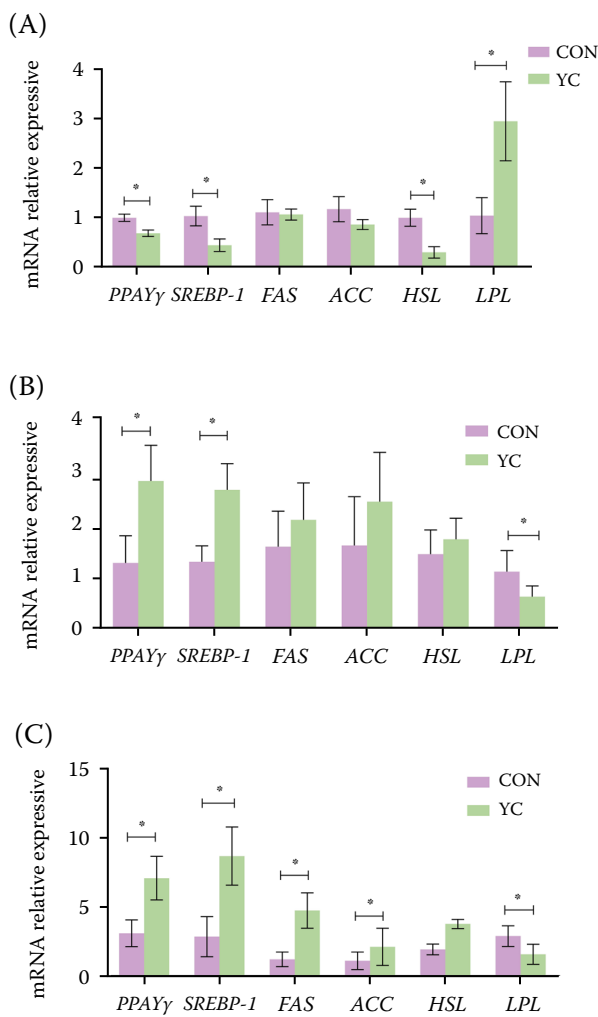 (A)
mRNA relative expressive
4
3
2
1
0
CON
YC
*
*
*
*
PPAYγ SREBP-1 FAS ACC HSL LPL
(B)
mRNA relative expressive
4
3
2
1
0
CON
YC
*
*
*
PPAYγ SREBP-1 FAS ACC HSL LPL
(C)
mRNA relative expressive
15
10
5
0
CON
YC
*
*
*
*
*
PPAYγ SREBP-1 FAS ACC HSL LPL